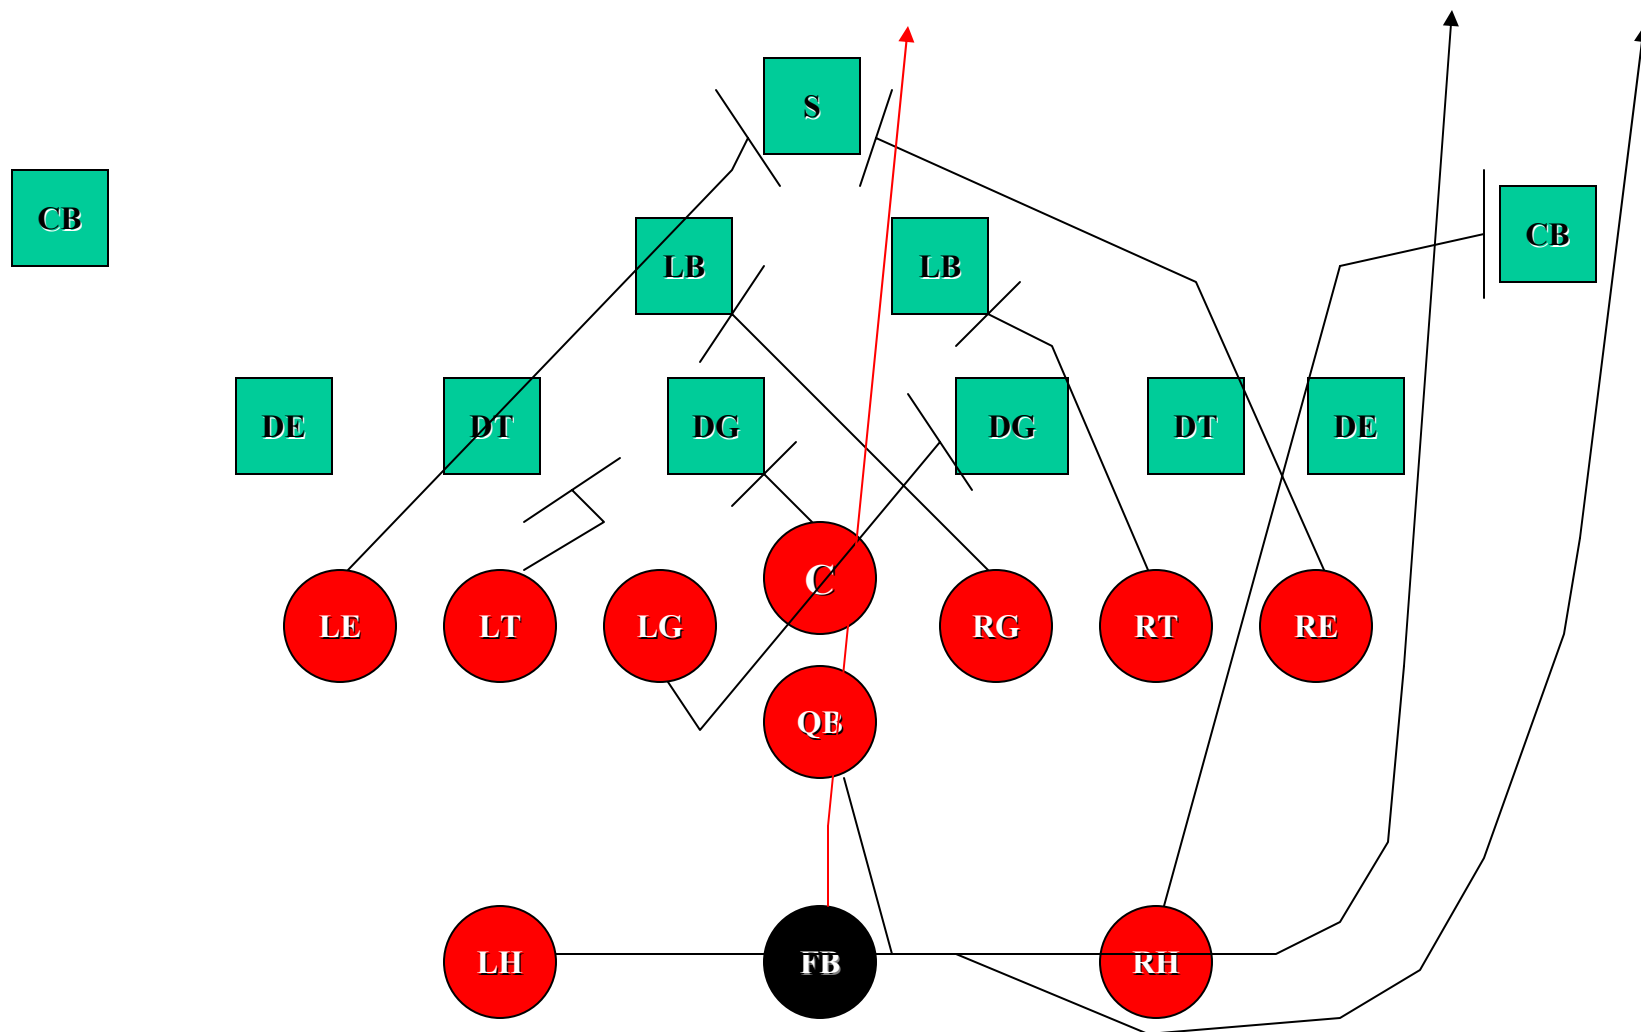 S
CB
LB
LB
CB
DE
DT
DG
DG
DT
DE
LE
LT
LG
C
RG
RT
RE
QB
LH
FB
RH